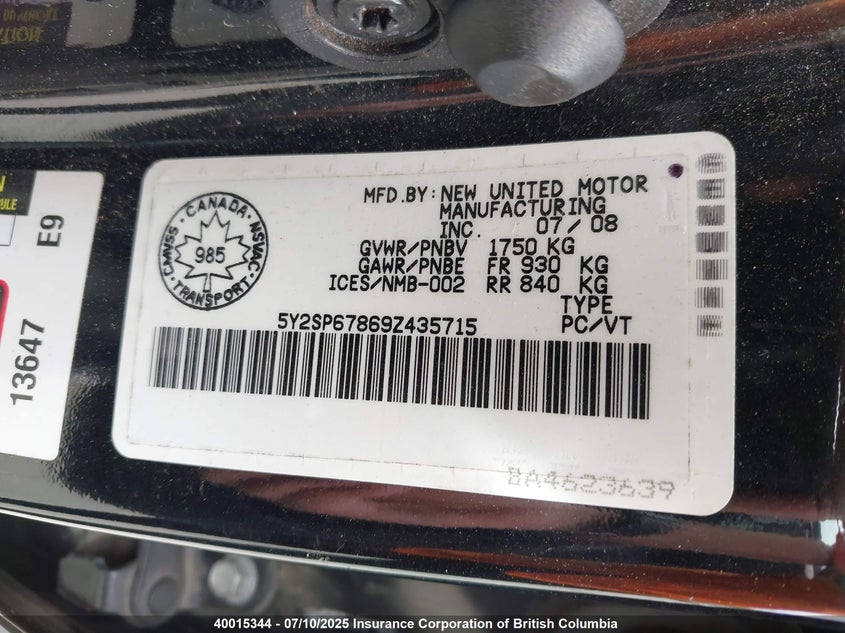 N
ULE
E9
13647
CANADA
CMVSS
NSVAC
TRANSPORT
985
MFD.BY: NEW UNITED MOTOR
MANUFACTURING
INC. 07/08
GVWR/PNBV 1750 KG
GAWR/PNBE FR 930 KG
ICES/NMB-002 RR 840 KG
TYPE
5Y2SP67869Z435715 PC/VT
BA4623639
40015344 - 07/10/2025 Insurance Corporation of British Columbia